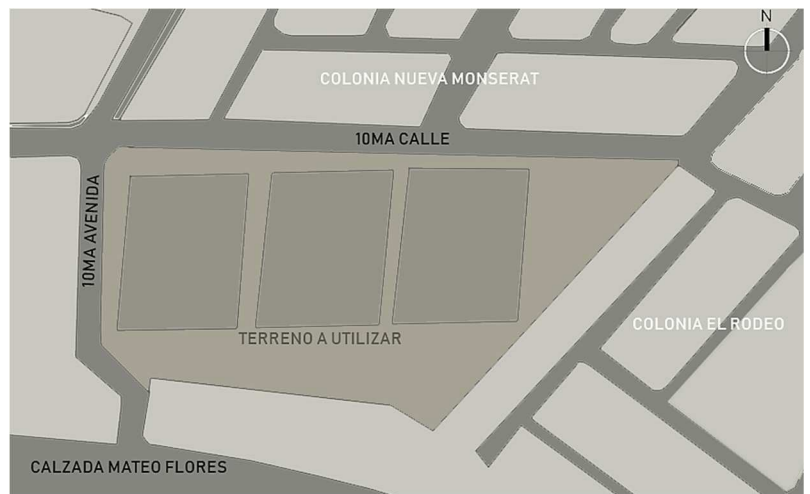 N
COLONIA NUEVA MONSERAT
10MA CALLE
10MA AVENIDA
TERRENO A UTILIZAR
COLONIA EL RODEO
CALZADA MATEO FLORES